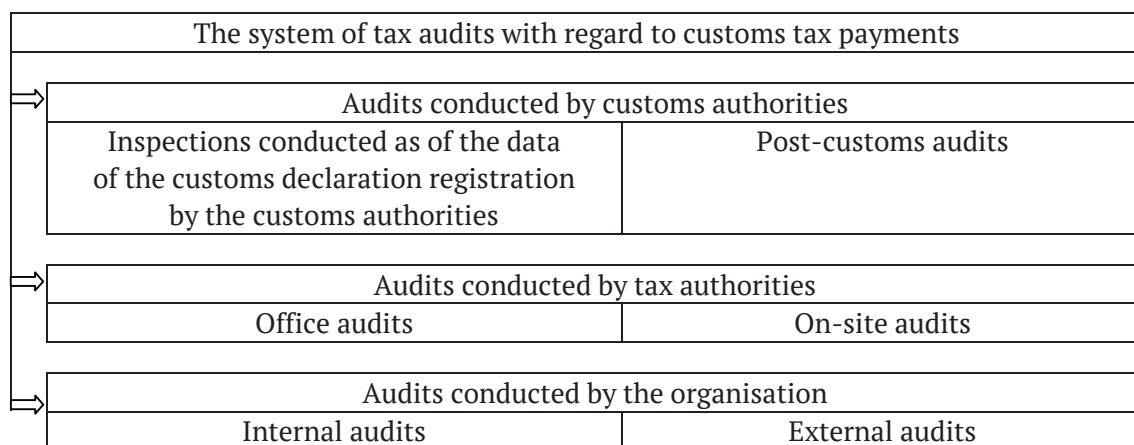 The system of tax audits with regard to customs tax payments
Audits conducted by customs authorities
Inspections conducted as of the data
of the customs declaration registration
by the customs authorities
Post-customs audits
Audits conducted by tax authorities
Office audits
On-site audits
Audits conducted by the organisation
Internal audits
External audits